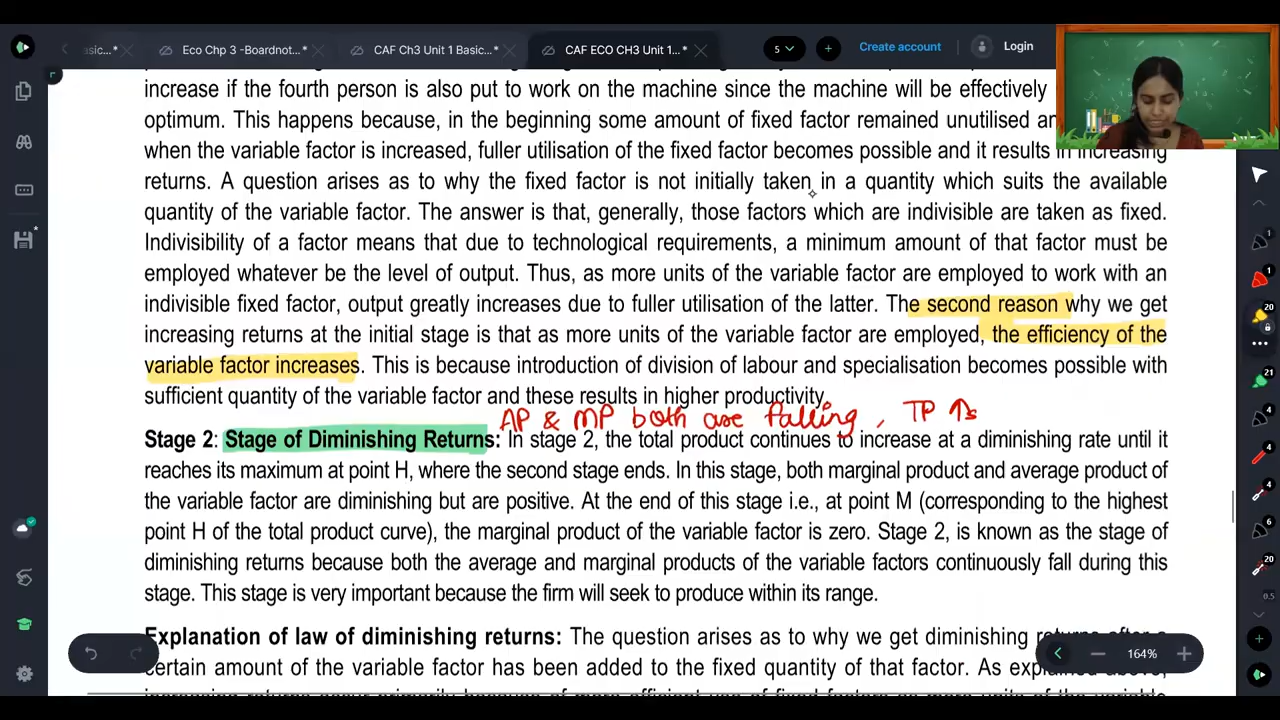 asic...*
Eco Chp 3 -Boardnot...*
CAF Ch3 Unit 1 Basic...*
CAF ECO CH3 Unit 1...*
5
Create account
Login
increase if the fourth person is also put to work on the machine since the machine will be effectively
optimum. This happens because, in the beginning some amount of fixed factor remained unutilised
when the variable factor is increased, fuller utilisation of the fixed factor becomes possible and it results in increasing
returns. A question arises as to why the fixed factor is not initially taken in a quantity which suits the available
quantity of the variable factor. The answer is that, generally, those factors which are indivisible are taken as fixed.
Indivisibility of a factor means that due to technological requirements, a minimum amount of that factor must be
employed whatever be the level of output. Thus, as more units of the variable factor are employed to work with an
indivisible fixed factor, output greatly increases due to fuller utilisation of the latter. The second reason why we get
increasing returns at the initial stage is that as more units of the variable factor are employed, the efficiency of the
variable factor increases. This is because introduction of division of labour and specialisation becomes possible with
sufficient quantity of the variable factor and these results in higher productivity.
AP & MP both are falling, TP ↑s
Stage 2: Stage of Diminishing Returns: In stage 2, the total product continues to increase at a diminishing rate until it
reaches its maximum at point H, where the second stage ends. In this stage, both marginal product and average product of
the variable factor are diminishing but are positive. At the end of this stage i.e., at point M (corresponding to the highest
point H of the total product curve), the marginal product of the variable factor is zero. Stage 2, is known as the stage of
diminishing returns because both the average and marginal products of the variable factors continuously fall during this
stage. This stage is very important because the firm will seek to produce within its range.
Explanation of law of diminishing returns: The question arises as to why we get diminishing returns after a
certain amount of the variable factor has been added to the fixed quantity of that factor. As explained above,
164%
1
1
20
21
4
4
4
6
20
0.5